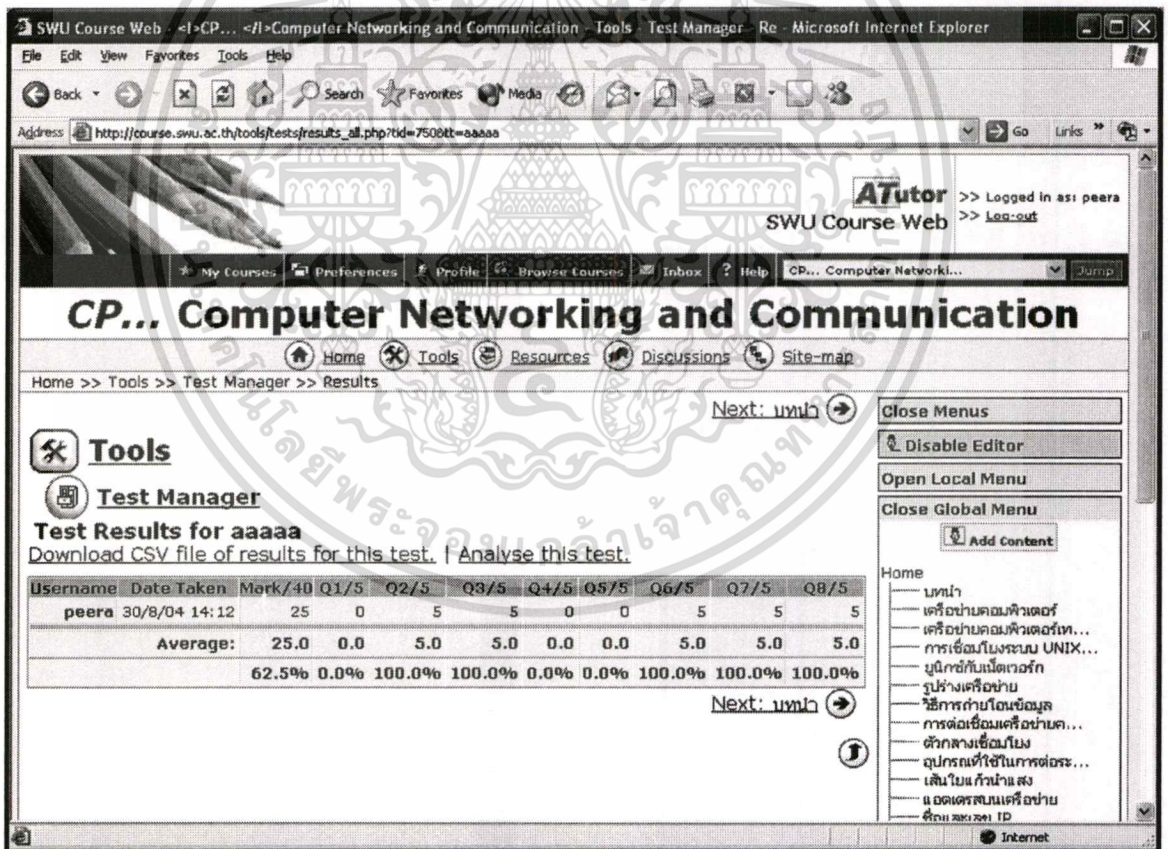 SWU Course Web - <I>CP... </I>Computer Networking and Communication - Tools - Test Manager - Re - Microsoft Internet Explorer
File Edit View Favorites Tools Help
Back Search Favorites Media
Address http://course.swu.ac.th/tools/tests/results_all.php?tid=750&tt=aaaaa Go Links »
ATutor >> Logged in as: peera
SWU Course Web >> Log-out
My Courses Preferences Profile Browse Courses Inbox ? Help CP... Computer Networki... Jump
CP... Computer Networking and Communication
Home Tools Resources Discussions Site-map
Home >> Tools >> Test Manager >> Results
Next: บทนำ
Close Menus
Tools
Disable Editor
Test Manager
Open Local Menu
Test Results for aaaaa
Close Global Menu
Download CSV file of results for this test. | Analyse this test.
Add Content
Username Date Taken Mark/40 Q1/5 Q2/5 Q3/5 Q4/5 Q5/5 Q6/5 Q7/5 Q8/5
peera 30/8/04 14:12 25 0 5 5 0 0 5 5 5
Average: 25.0 0.0 5.0 5.0 0.0 0.0 5.0 5.0 5.0
62.5% 0.0% 100.0% 100.0% 0.0% 0.0% 100.0% 100.0% 100.0%
Next: บทนำ
Home
บทนำ
เครือข่ายคอมพิวเตอร์
เครือข่ายคอมพิวเตอร์เท...
การเชื่อมโยงระบบ UNIX,...
ยูนิกซ์กับเน็ตเวอร์ก
รูปร่างเครือข่าย
วิธีการถ่ายโอนข้อมูล
การต่อเชื่อมเครือข่ายค...
ตัวกลางเชื่อมโยง
อุปกรณ์ที่ใช้ในการต่อระ...
เส้นใยแก้วนำแสง
แอดเดรสบนเครือข่าย
ชื่อและเลข IP
Internet